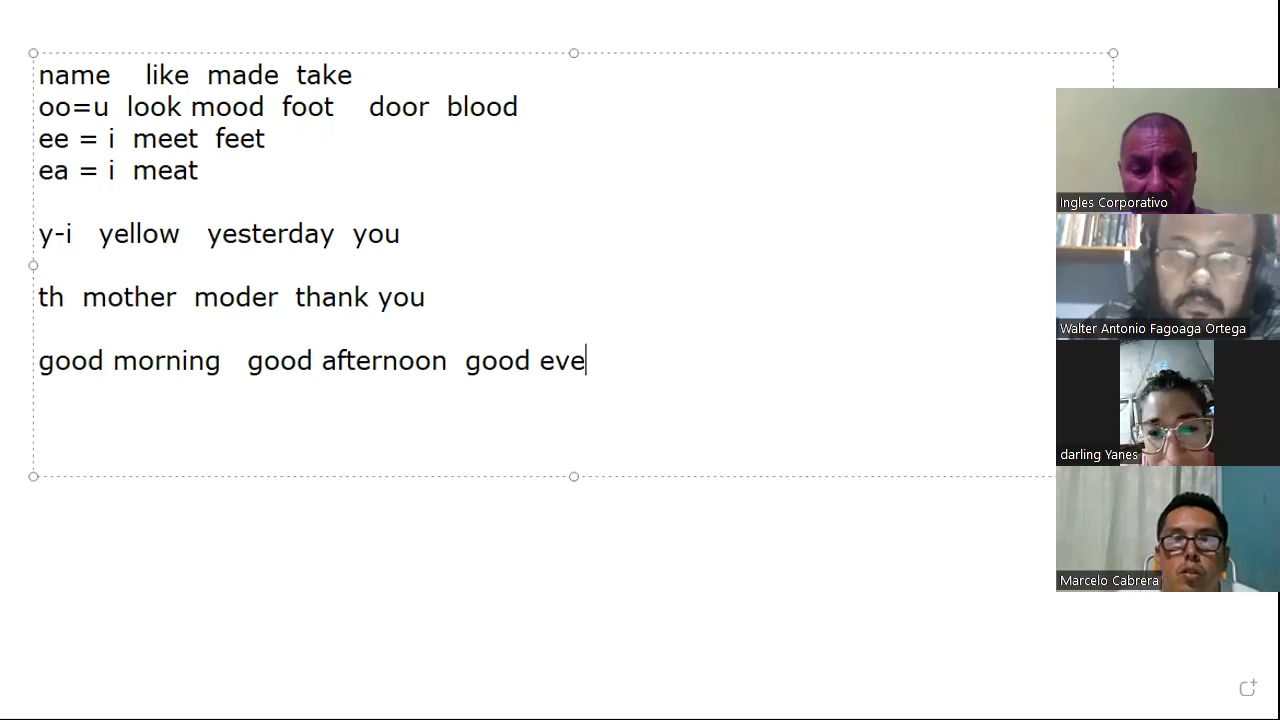 name like made take
oo=u look mood foot door blood
ee = i meet feet
ea = i meat
y-i yellow yesterday you
th mother moder thank you
good morning good afternoon good eve
Ingles Corporativo
Walter Antonio Fagoaga Ortega
darling Yanes
Marcelo Cabrera